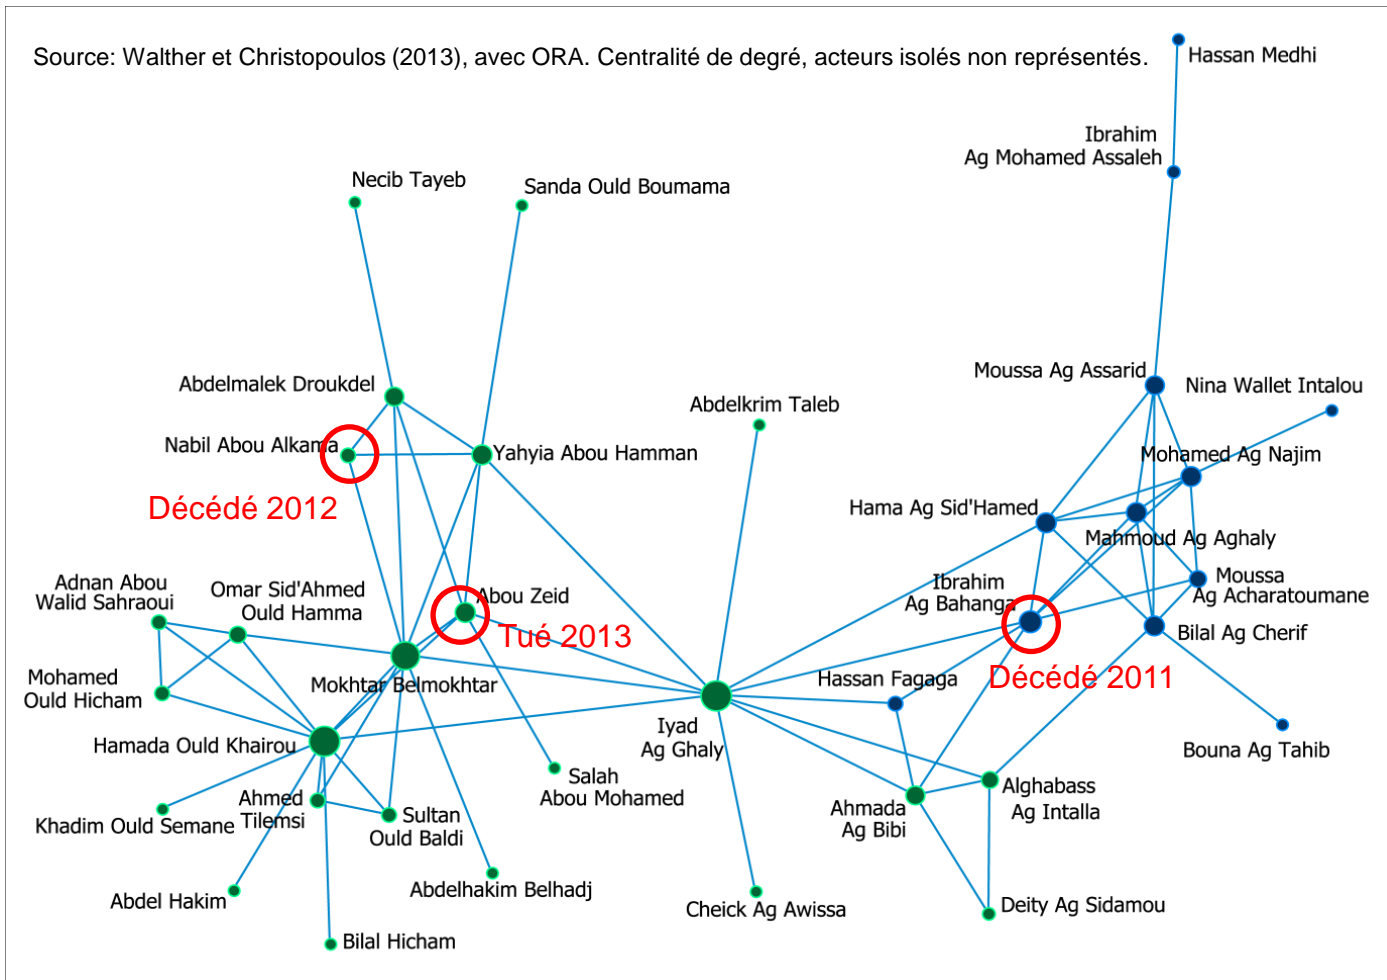 Source: Walther et Christopoulos (2013), avec ORA. Centralité de degré, acteurs isolés non représentés.
Hassan Medhi
Ibrahim
Ag Mohamed Assaleh
Necib Tayeb
Sanda Ould Boumama
Abdelmalek Droukdel
Moussa Ag Assarid
Nina Wallet Intalou
Abdelkrim Taleb
Nabil Abou Alkama
Yahyia Abou Hamman
Mohamed Ag Najim
Décédé 2012
Hama Ag Sid'Hamed
Mahmoud Ag Aghaly
Adnan Abou
Walid Sahraoui
Omar Sid'Ahmed
Ould Hamma
Abou Zeid
Tué 2013
Ibrahim
Ag Bahanga
Moussa
Ag Acharatoumane
Bilal Ag Cherif
Mohamed
Ould Hicham
Mokhtar Belmokhtar
Hassan Fagaga
Décédé 2011
Hamada Ould Khairou
Iyad
Ag Ghaly
Bouna Ag Tahib
Salah
Abou Mohamed
Alghabass
Ag Intalla
Ahmada
Ag Bibi
Khadim Ould Semane
Ahmed
Tilemsi
Sultan
Ould Baldi
Abdel Hakim
Abdelhakim Belhadj
Cheick Ag Awissa
Deity Ag Sidamou
Bilal Hicham